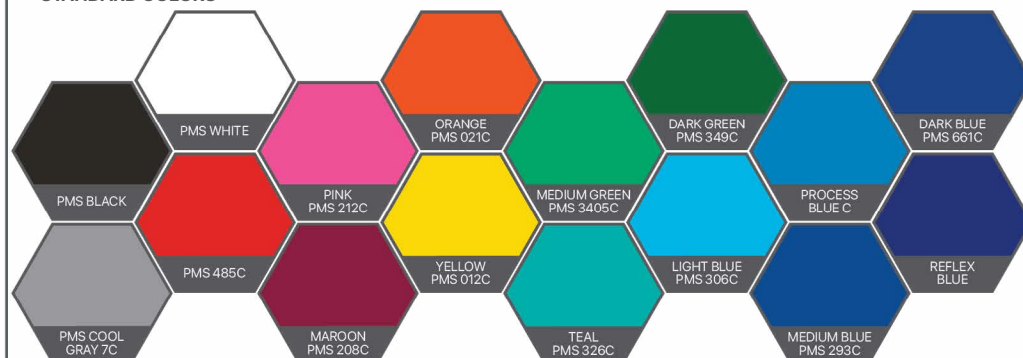 STANDARD COLORS
PMS WHITE
ORANGE
PMS 021C
DARK GREEN
PMS 349C
DARK BLUE
PMS 661C
PMS BLACK
PINK
PMS 212C
MEDIUM GREEN
PMS 3405C
PROCESS
BLUE C
PMS 485C
YELLOW
PMS 012C
LIGHT BLUE
PMS 306C
REFLEX
BLUE
PMS COOL
GRAY 7C
MAROON
PMS 208C
TEAL
PMS 326C
MEDIUM BLUE
PMS 293C